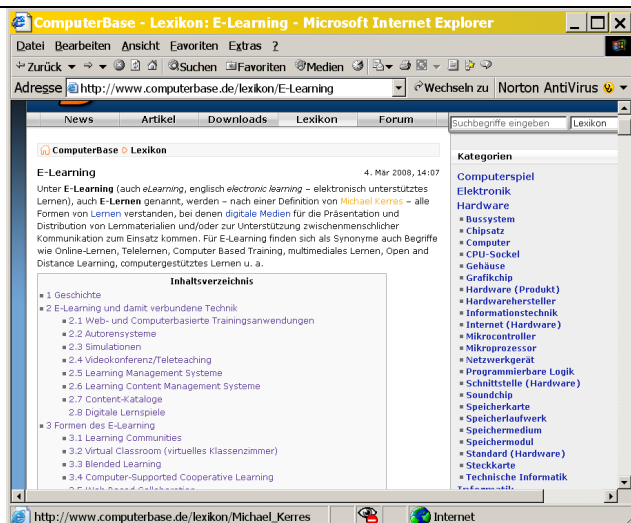 ComputerBase - Lexikon: E-Learning - Microsoft Internet Explorer
Datei Bearbeiten Ansicht Favoriten Extras ?
Zurück Suchen Favoriten Medien
Adresse http://www.computerbase.de/lexikon/E-Learning Wechseln zu Norton AntiVirus
News Artikel Downloads Lexikon Forum
Suchbegriffe eingeben Lexikon
ComputerBase Lexikon
E-Learning 4. Mär 2008, 14:07
Unter E-Learning (auch eLearning, englisch electronic learning – elektronisch unterstütztes
Lernen), auch E-Lernen genannt, werden – nach einer Definition von Michael Kerres – alle
Formen von Lernen verstanden, bei denen digitale Medien für die Präsentation und
Distribution von Lernmaterialien und/oder zur Unterstützung zwischenmenschlicher
Kommunikation zum Einsatz kommen. Für E-Learning finden sich als Synonyme auch Begriffe
wie Online-Lernen, Telelernen, Computer Based Training, multimediales Lernen, Open and
Distance Learning, computergestütztes Lernen u. a.
Inhaltsverzeichnis
1 Geschichte
2 E-Learning und damit verbundene Technik
2.1 Web- und Computerbasierte Trainingsanwendungen
2.2 Autorensysteme
2.3 Simulationen
2.4 Videokonferenz/Teleteaching
2.5 Learning Management Systeme
2.6 Learning Content Management Systeme
2.7 Content-Kataloge
2.8 Digitale Lernspiele
3 Formen des E-Learning
3.1 Learning Communities
3.2 Virtual Classroom (virtuelles Klassenzimmer)
3.3 Blended Learning
3.4 Computer-Supported Cooperative Learning
3.5 Web Based Collaboration
Kategorien
Computerspiel
Elektronik
Hardware
Bussystem
Chipsatz
Computer
CPU-Sockel
Gehäuse
Grafikchip
Hardware (Produkt)
Hardwarehersteller
Informationstechnik
Internet (Hardware)
Mikrocontroller
Mikroprozessor
Netzwerkgerät
Programmierbare Logik
Schnittstelle (Hardware)
Soundchip
Speicherkarte
Speicherlaufwerk
Speichermedium
Speichermodul
Standard (Hardware)
Steckkarte
Technische Informatik
Informatik
http://www.computerbase.de/lexikon/Michael_Kerres Internet